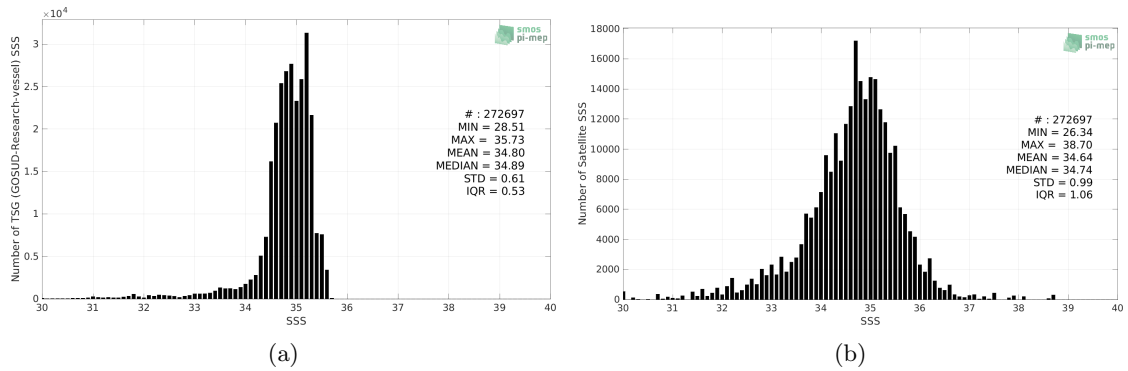 ×10⁴
Number of TSG (GOSUD-Research-vessel) SSS
3
2.5
2
1.5
1
0.5
0
smos
pi-mep
# : 272697
MIN = 28.51
MAX = 35.73
MEAN = 34.80
MEDIAN = 34.89
STD = 0.61
IQR = 0.53
30 31 32 33 34 35 36 37 38 39 40
SSS
(a)
Number of Satellite SSS
18000
16000
14000
12000
10000
8000
6000
4000
2000
0
smos
pi-mep
# : 272697
MIN = 26.34
MAX = 38.70
MEAN = 34.64
MEDIAN = 34.74
STD = 0.99
IQR = 1.06
30 31 32 33 34 35 36 37 38 39 40
SSS
(b)